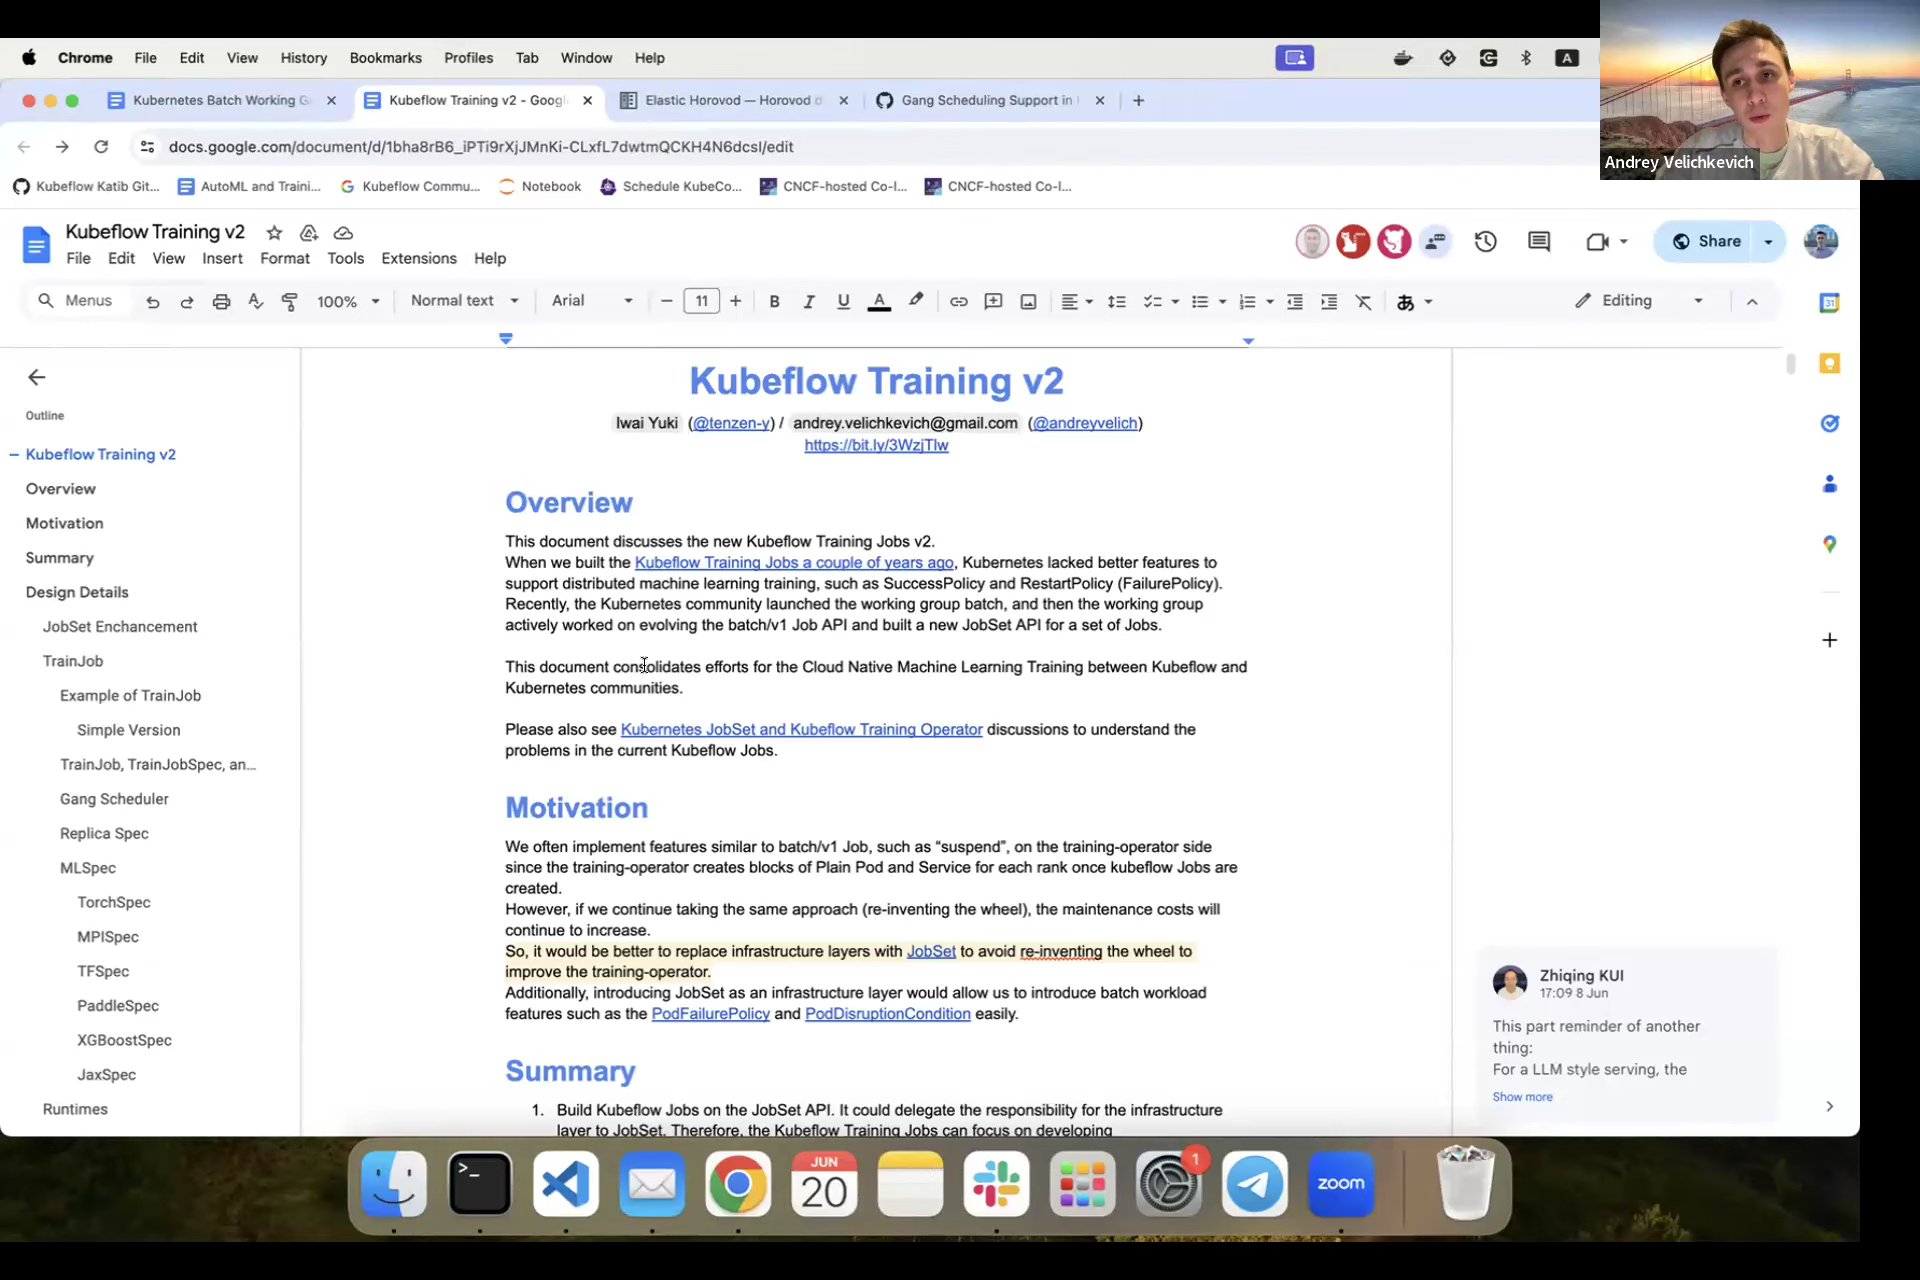 Chrome File Edit View History Bookmarks Profiles Tab Window Help
A
Kubernetes Batch Working G
Kubeflow Training v2 - Googl
Elastic Horovod — Horovod d
Gang Scheduling Support in
docs.google.com/document/d/1bha8rB6_iPTi9rXjJMnKi-CLxfL7dwtmQCKH4N6dcsI/edit
Kubeflow Katib Git...
AutoML and Traini...
Kubeflow Commu...
Notebook
Schedule KubeCo...
CNCF-hosted Co-l...
CNCF-hosted Co-l...
Andrey Velichkevich
Kubeflow Training v2
File Edit View Insert Format Tools Extensions Help
Share
Menus
100%
Normal text
Arial
11
B I U A
あ
Editing
Outline
Kubeflow Training v2
Overview
Motivation
Summary
Design Details
JobSet Enchancement
TrainJob
Example of TrainJob
Simple Version
TrainJob, TrainJobSpec, an...
Gang Scheduler
Replica Spec
MLSpec
TorchSpec
MPISpec
TFSpec
PaddleSpec
XGBoostSpec
JaxSpec
Runtimes
Kubeflow Training v2
Iwai Yuki (@tenzen-y) / andrey.velichkevich@gmail.com (@andreyvelich)
https://bit.ly/3WzjTlw
Overview
This document discusses the new Kubeflow Training Jobs v2.
When we built the Kubeflow Training Jobs a couple of years ago, Kubernetes lacked better features to
support distributed machine learning training, such as SuccessPolicy and RestartPolicy (FailurePolicy).
Recently, the Kubernetes community launched the working group batch, and then the working group
actively worked on evolving the batch/v1 Job API and built a new JobSet API for a set of Jobs.
This document consolidates efforts for the Cloud Native Machine Learning Training between Kubeflow and
Kubernetes communities.
Please also see Kubernetes JobSet and Kubeflow Training Operator discussions to understand the
problems in the current Kubeflow Jobs.
Motivation
We often implement features similar to batch/v1 Job, such as “suspend”, on the training-operator side
since the training-operator creates blocks of Plain Pod and Service for each rank once kubeflow Jobs are
created.
However, if we continue taking the same approach (re-inventing the wheel), the maintenance costs will
continue to increase.
So, it would be better to replace infrastructure layers with JobSet to avoid re-inventing the wheel to
improve the training-operator.
Additionally, introducing JobSet as an infrastructure layer would allow us to introduce batch workload
features such as the PodFailurePolicy and PodDisruptionCondition easily.
Summary
1. Build Kubeflow Jobs on the JobSet API. It could delegate the responsibility for the infrastructure
layer to JobSet. Therefore, the Kubeflow Training Jobs can focus on developing
Zhiqing KUI
17:09 8 Jun
This part reminder of another
thing:
For a LLM style serving, the
Show more
JUN
20
1
zoom